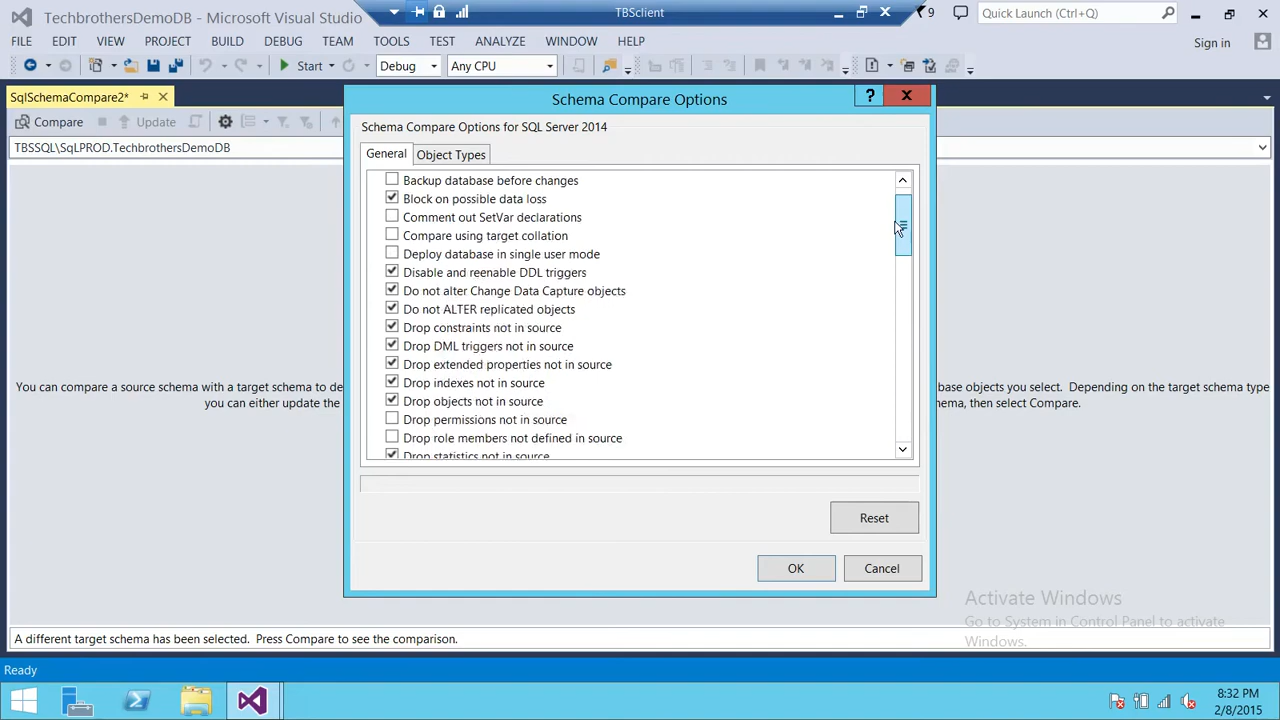 TechbrothersDemoDB - Microsoft Visual Studio
TBSclient
9
Quick Launch (Ctrl+Q)
FILE EDIT VIEW PROJECT BUILD DEBUG TEAM TOOLS TEST ANALYZE WINDOW HELP
Sign in
Start Debug Any CPU
SqlSchemaCompare2*
Compare Update
TBSSQL\SqLPROD.TechbrothersDemoDB
Schema Compare Options
?
Schema Compare Options for SQL Server 2014
General Object Types
Backup database before changes
Block on possible data loss
Comment out SetVar declarations
Compare using target collation
Deploy database in single user mode
Disable and reenable DDL triggers
Do not alter Change Data Capture objects
Do not ALTER replicated objects
Drop constraints not in source
Drop DML triggers not in source
Drop extended properties not in source
Drop indexes not in source
Drop objects not in source
Drop permissions not in source
Drop role members not defined in source
Drop statistics not in source
You can compare a source schema with a target schema to de base objects you select. Depending on the target schema type
you can either update the hema, then select Compare.
Reset
OK Cancel
Activate Windows
Go to System in Control Panel to activate
Windows.
A different target schema has been selected. Press Compare to see the comparison.
Ready
8:32 PM
2/8/2015